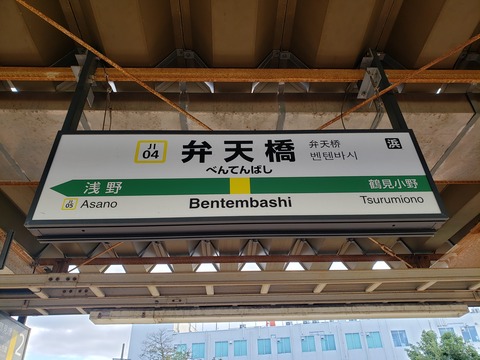 JI
04
弁天橋
弁天桥
벤텐바시
浜
べんてんばし
浅野
鶴見小野
JI
05
Asano
Bentembashi
Tsurumiono
2